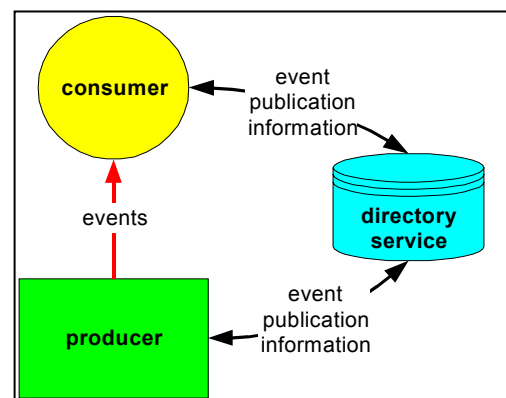 consumer
event
publication
information
directory
service
events
event
publication
information
producer